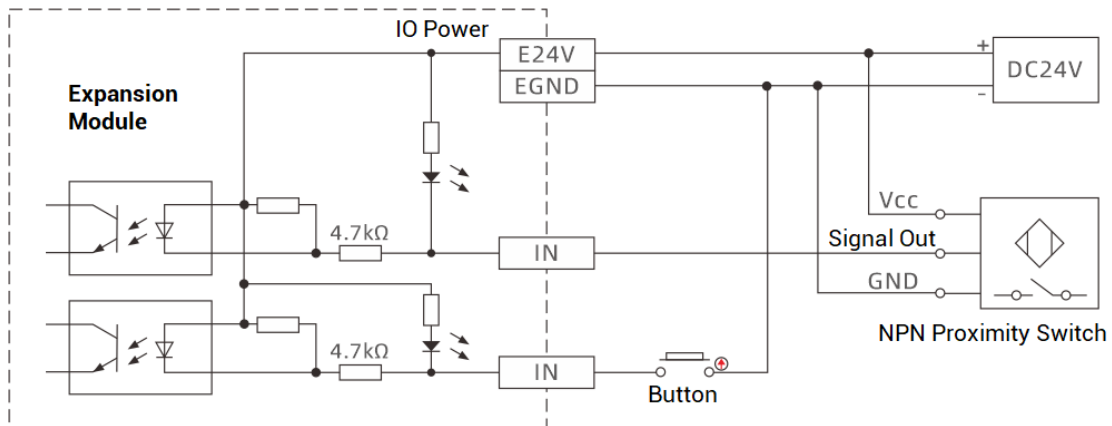 IO Power
E24V
EGND
+
-
DC24V
Expansion
Module
Vcc
4.7kΩ
IN
Signal Out
GND
NPN Proximity Switch
4.7kΩ
IN
Button